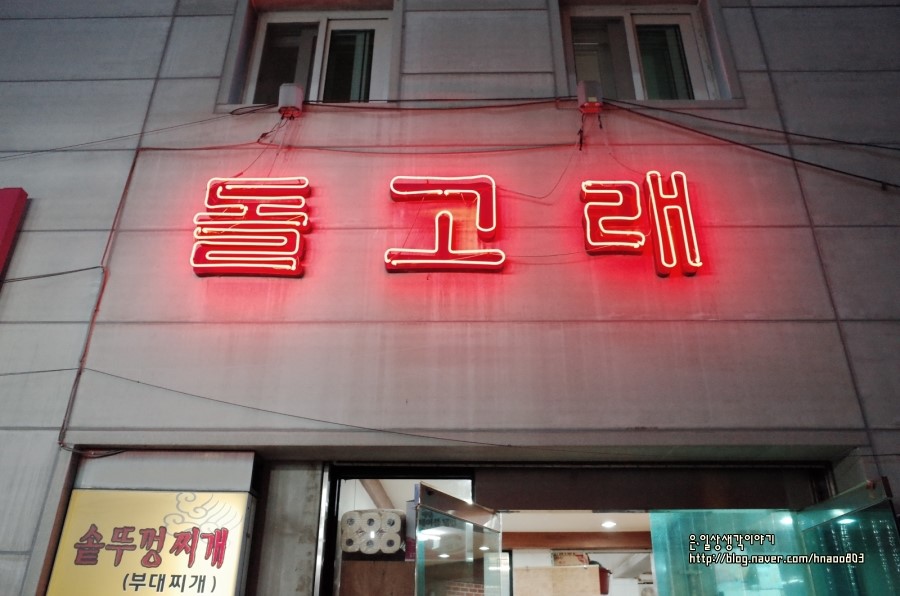 돌고래
솥뚜껑찌개
(부대찌개)
은.일상생각이야기
http://blog.naver.com/hnaoo803